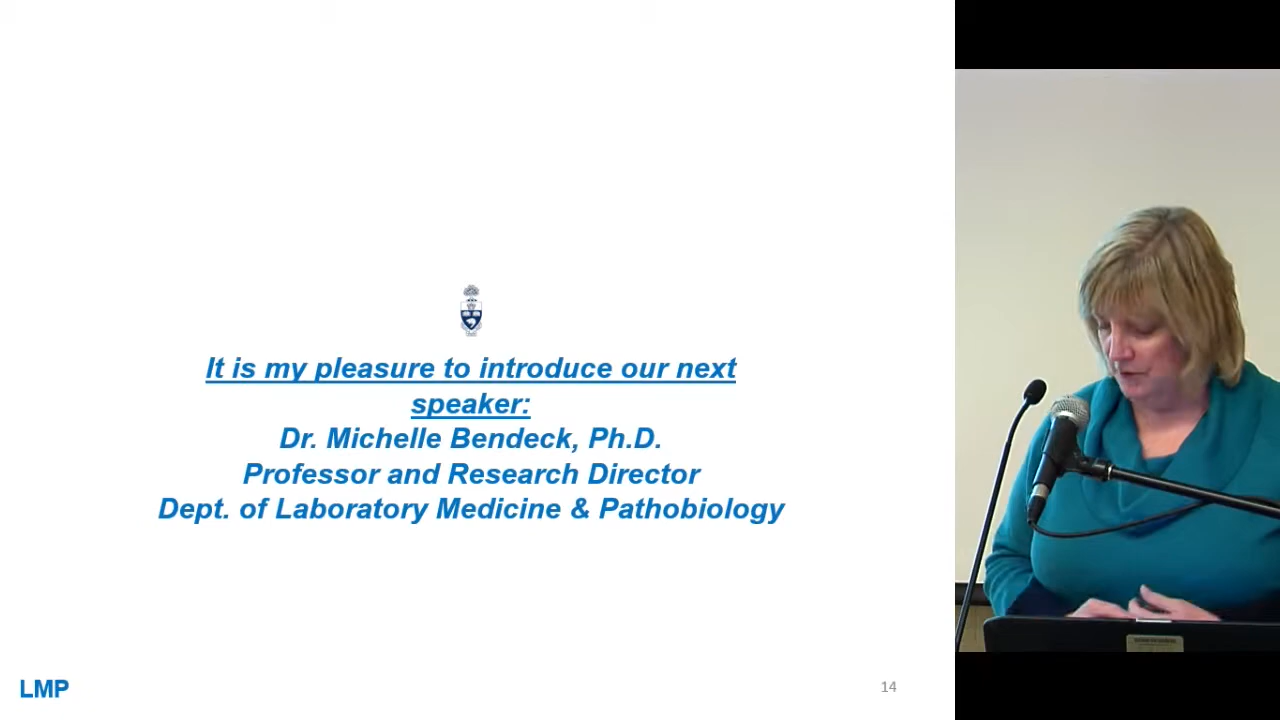 It is my pleasure to introduce our next
speaker:
Dr. Michelle Bendeck, Ph.D.
Professor and Research Director
Dept. of Laboratory Medicine & Pathobiology
LMP
14